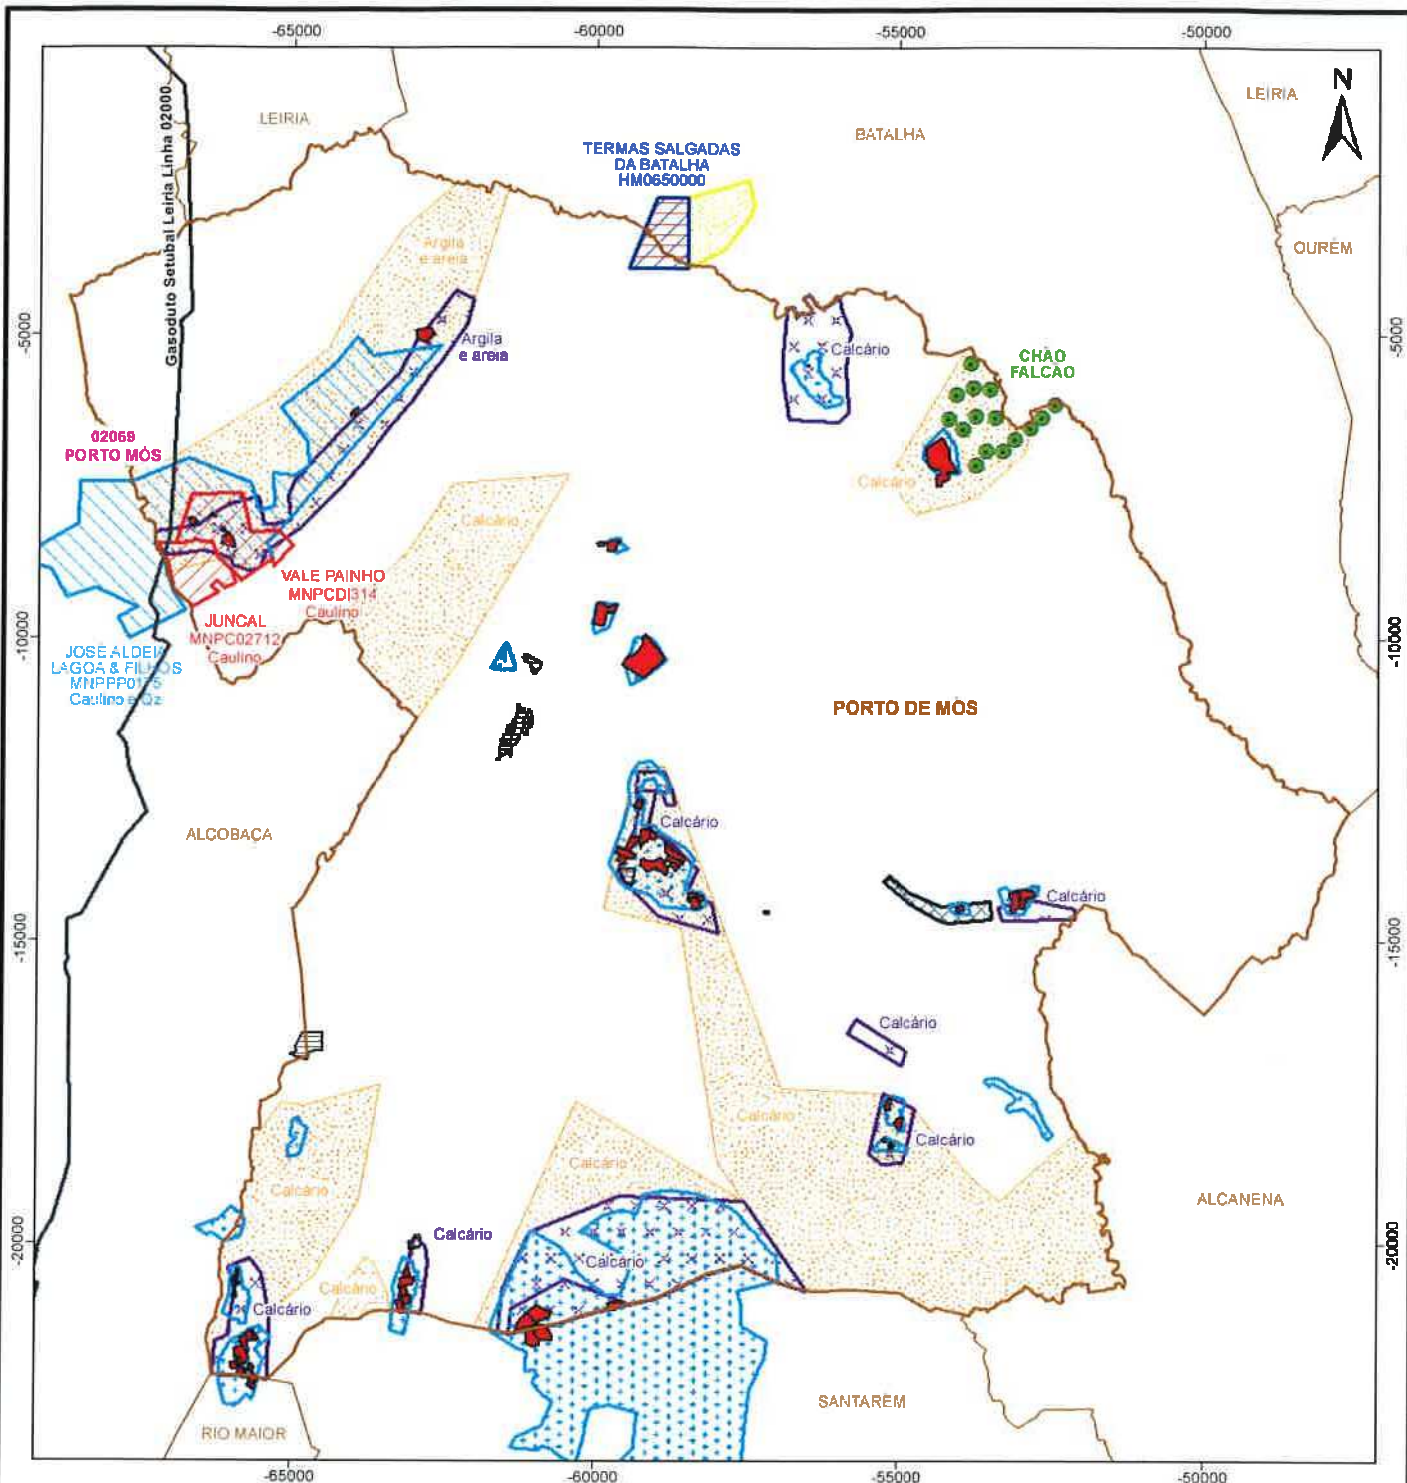 -65000
-60000
-55000
-50000
N
LEIRIA
LEIRIA
BATALHA
OURÉM
Gasoduto Setubal Leiria Linha 02000
TERMAS SALGADAS
DA BATALHA
HM0650000
Argila
e areia
Argila
e areia
-5000
-5000
Calcário
CHÃO
FALCÃO
02069
PORTO MÓS
Calcário
Calcário
VALE PAINHO
MNPCDI314
Caulino
JUNCAL
MNPC02712
Caulino
-10000
-10000
JOSÉ ALDEIA
LAGOA & FILHOS
MNPPP0175
Caulino e Qz
PORTO DE MÓS
ALCOBAÇA
Calcário
Calcário
-15000
-15000
Calcário
Calcário
Calcário
Calcário
Calcário
ALCANENA
-20000
-20000
Calcário
Calcário
Calcário
Calcário
SANTARÉM
RIO MAIOR
-65000
-60000
-55000
-50000